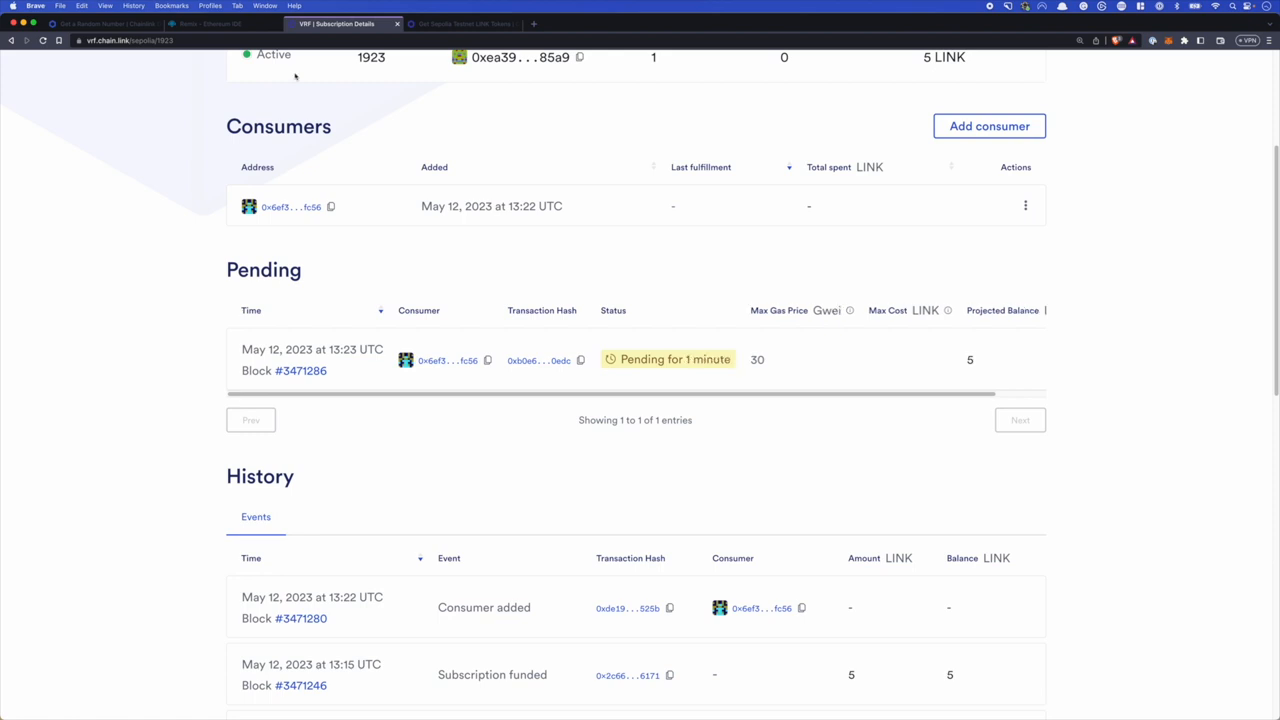 Brave File Edit View History Bookmarks Profiles Tab Window Help
Get a Random Number | Chainlink Remix - Ethereum IDE VRF | Subscription Details Get Sepolia Testnet LINK Tokens
vrf.chain.link/sepolia/1923 VPN
Active 1923 0xea39...85a9 1 0 5 LINK
Consumers Add consumer
Address Added Last fulfillment Total spent LINK Actions
0x6ef3...fc56 May 12, 2023 at 13:22 UTC - -
Pending
Time Consumer Transaction Hash Status Max Gas Price Gwei Max Cost LINK Projected Balance
May 12, 2023 at 13:23 UTC
Block #3471286 0x6ef3...fc56 0xb0e6...0edc Pending for 1 minute 30 5
Prev Showing 1 to 1 of 1 entries Next
History
Events
Time Event Transaction Hash Consumer Amount LINK Balance LINK
May 12, 2023 at 13:22 UTC
Block #3471280 Consumer added 0xde19...525b 0x6ef3...fc56 - -
May 12, 2023 at 13:15 UTC
Block #3471246 Subscription funded 0x2c66...6171 - 5 5